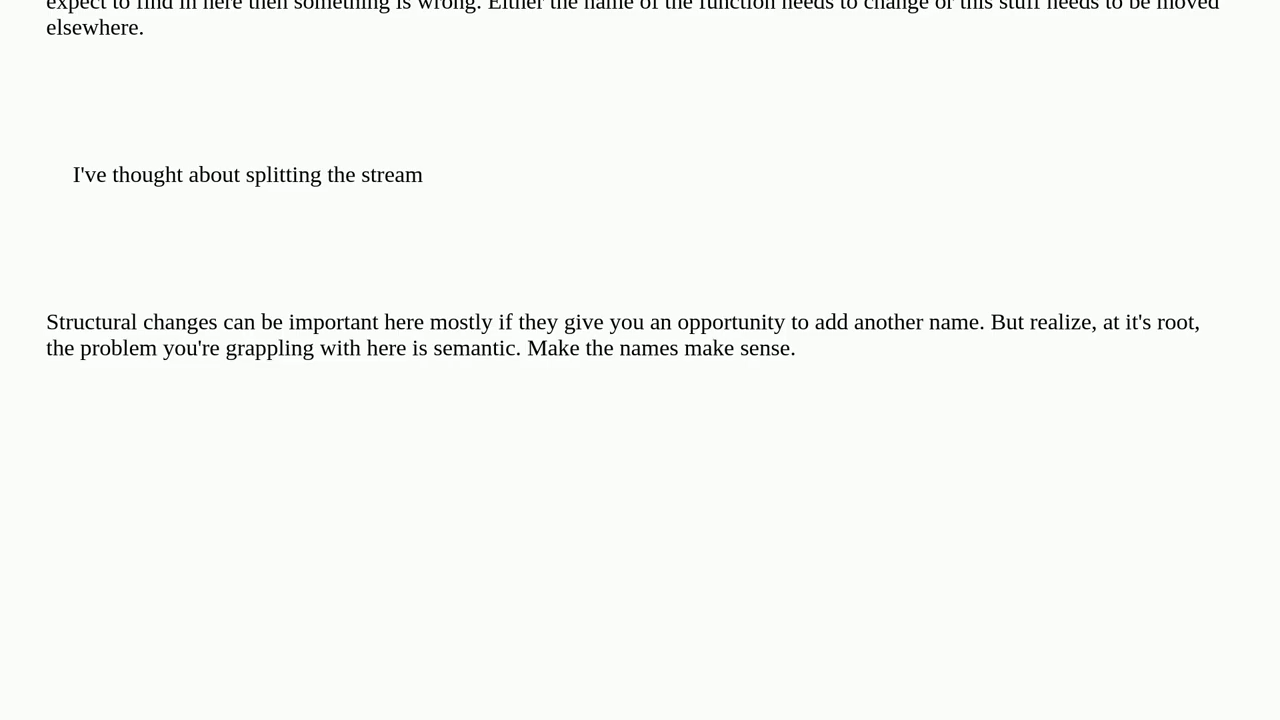 expect to find in here then something is wrong. Either the name of the function needs to change or this stuff needs to be moved
elsewhere.
I've thought about splitting the stream
Structural changes can be important here mostly if they give you an opportunity to add another name. But realize, at it's root,
the problem you're grappling with here is semantic. Make the names make sense.